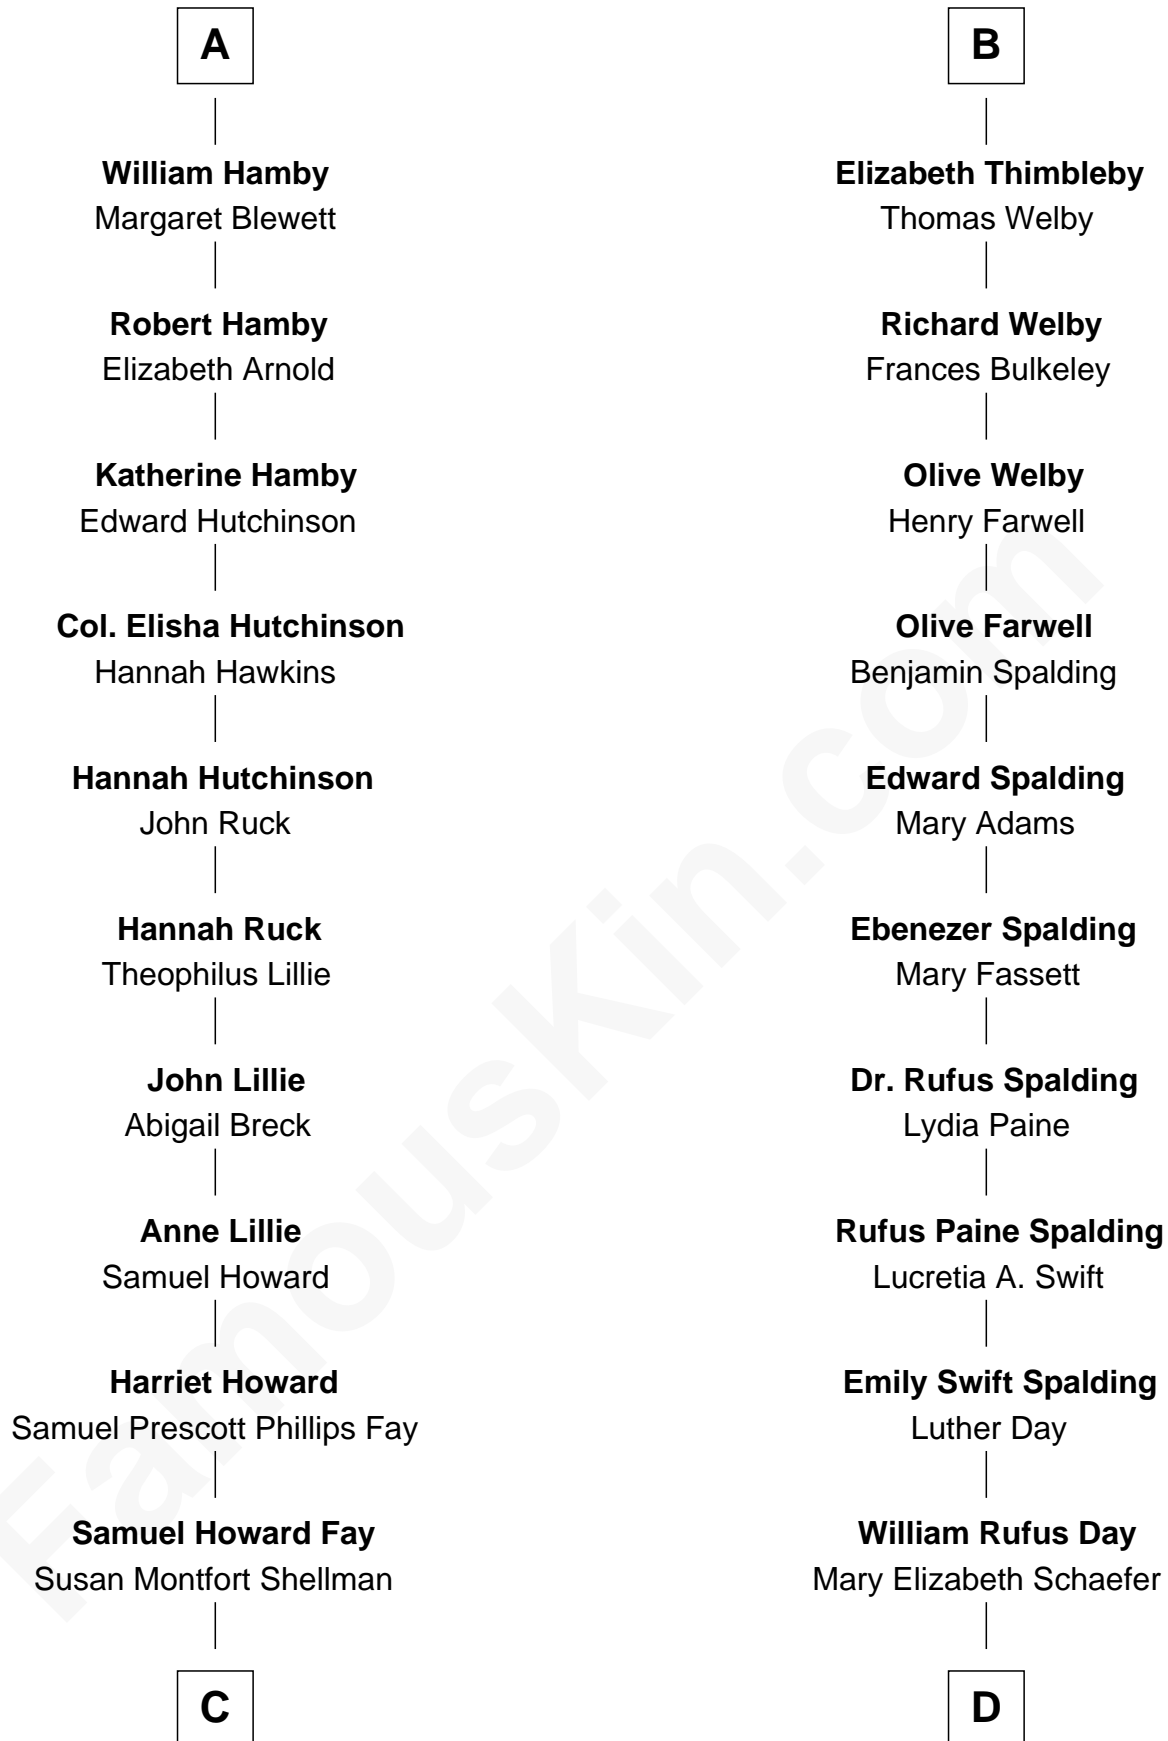 A
William Hamby
Margaret Blewett
Robert Hamby
Elizabeth Arnold
Katherine Hamby
Edward Hutchinson
Col. Elisha Hutchinson
Hannah Hawkins
Hannah Hutchinson
John Ruck
Hannah Ruck
Theophilus Lillie
John Lillie
Abigail Breck
Anne Lillie
Samuel Howard
Harriet Howard
Samuel Prescott Phillips Fay
Samuel Howard Fay
Susan Montfort Shellman
C
B
Elizabeth Thimbleby
Thomas Welby
Richard Welby
Frances Bulkeley
Olive Welby
Henry Farwell
Olive Farwell
Benjamin Spalding
Edward Spalding
Mary Adams
Ebenezer Spalding
Mary Fassett
Dr. Rufus Spalding
Lydia Paine
Rufus Paine Spalding
Lucretia A. Swift
Emily Swift Spalding
Luther Day
William Rufus Day
Mary Elizabeth Schaefer
D
FamousKin.com